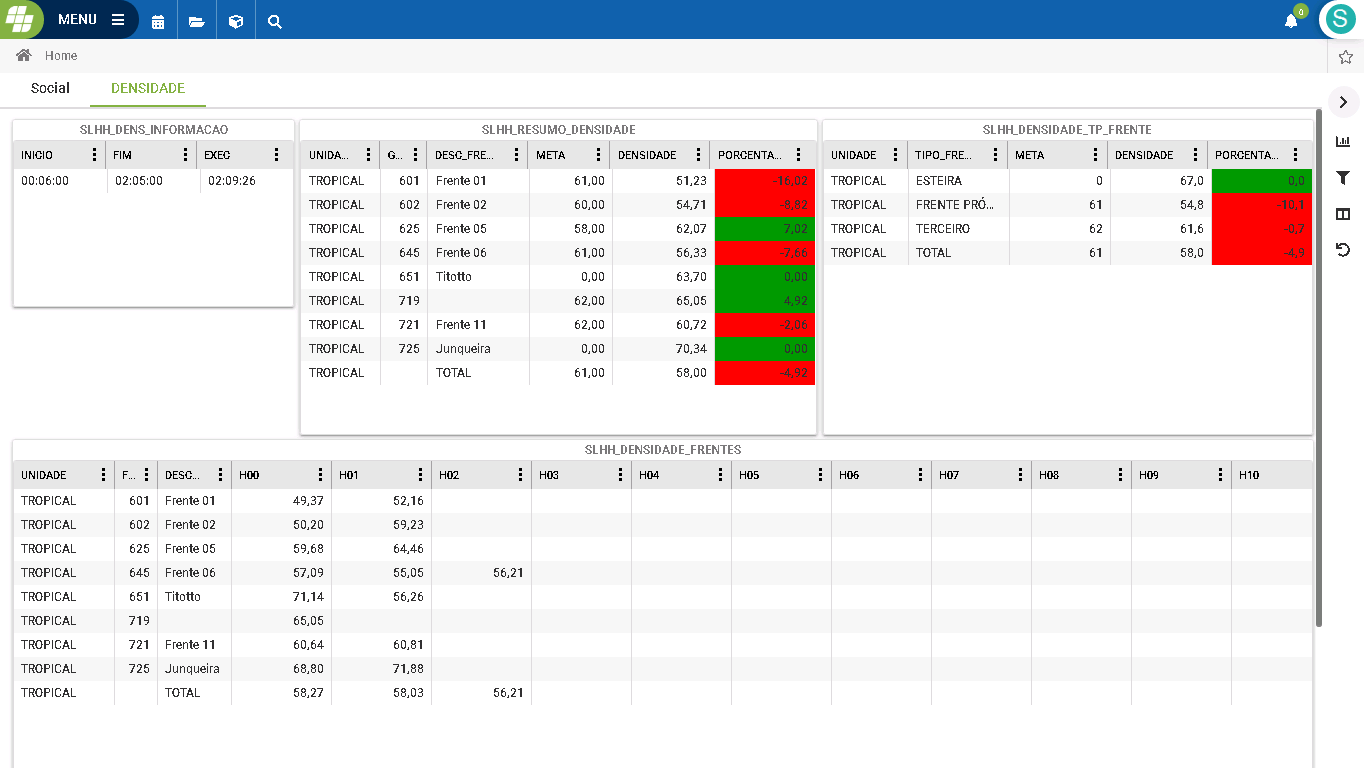 MENU
0
S
Home
Social DENSIDADE
SLHH_DENS_INFORMACAO
INICIO FIM EXEC
00:06:00 02:05:00 02:09:26
SLHH_RESUMO_DENSIDADE
UNIDA... G... DESC_FRE... META DENSIDADE PORCENTA...
TROPICAL 601 Frente 01 61,00 51,23 -16,02
TROPICAL 602 Frente 02 60,00 54,71 -8,82
TROPICAL 625 Frente 05 58,00 62,07 7,02
TROPICAL 645 Frente 06 61,00 56,33 -7,66
TROPICAL 651 Titotto 0,00 63,70 0,00
TROPICAL 719 62,00 65,05 4,92
TROPICAL 721 Frente 11 62,00 60,72 -2,06
TROPICAL 725 Junqueira 0,00 70,34 0,00
TROPICAL TOTAL 61,00 58,00 -4,92
SLHH_DENSIDADE_TP_FRENTE
UNIDADE TIPO_FRE... META DENSIDADE PORCENTA...
TROPICAL ESTEIRA 0 67,0 0,0
TROPICAL FRENTE PRÓ... 61 54,8 -10,1
TROPICAL TERCEIRO 62 61,6 -0,7
TROPICAL TOTAL 61 58,0 -4,9
SLHH_DENSIDADE_FRENTES
UNIDADE F... DESC... H00 H01 H02 H03 H04 H05 H06 H07 H08 H09 H10
TROPICAL 601 Frente 01 49,37 52,16
TROPICAL 602 Frente 02 50,20 59,23
TROPICAL 625 Frente 05 59,68 64,46
TROPICAL 645 Frente 06 57,09 55,05 56,21
TROPICAL 651 Titotto 71,14 56,26
TROPICAL 719 65,05
TROPICAL 721 Frente 11 60,64 60,81
TROPICAL 725 Junqueira 68,80 71,88
TROPICAL TOTAL 58,27 58,03 56,21